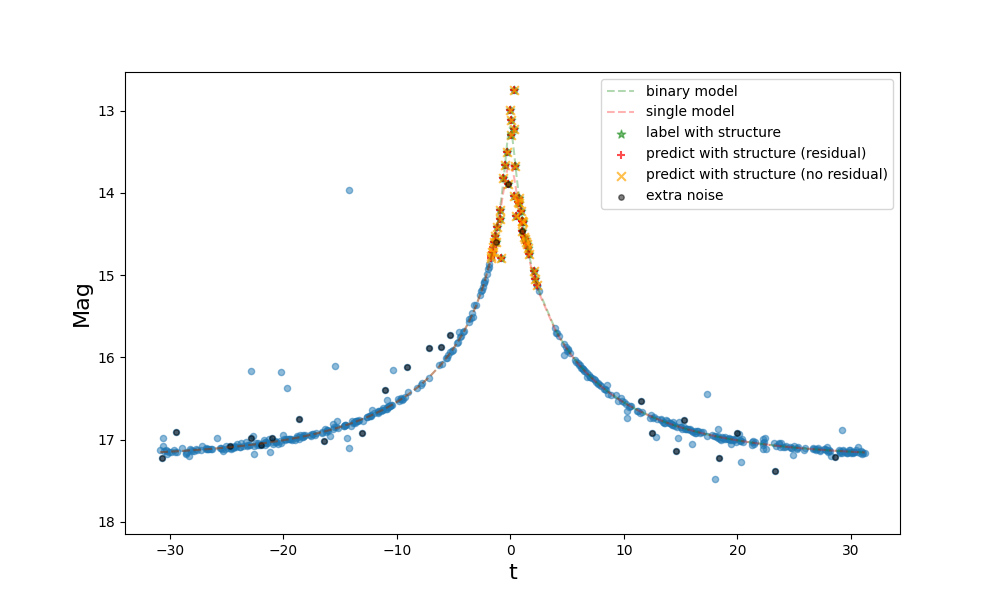 binary model
single model
label with structure
predict with structure (residual)
predict with structure (no residual)
extra noise
13
14
15
16
17
18
Mag
−30
−20
−10
0
10
20
30
t